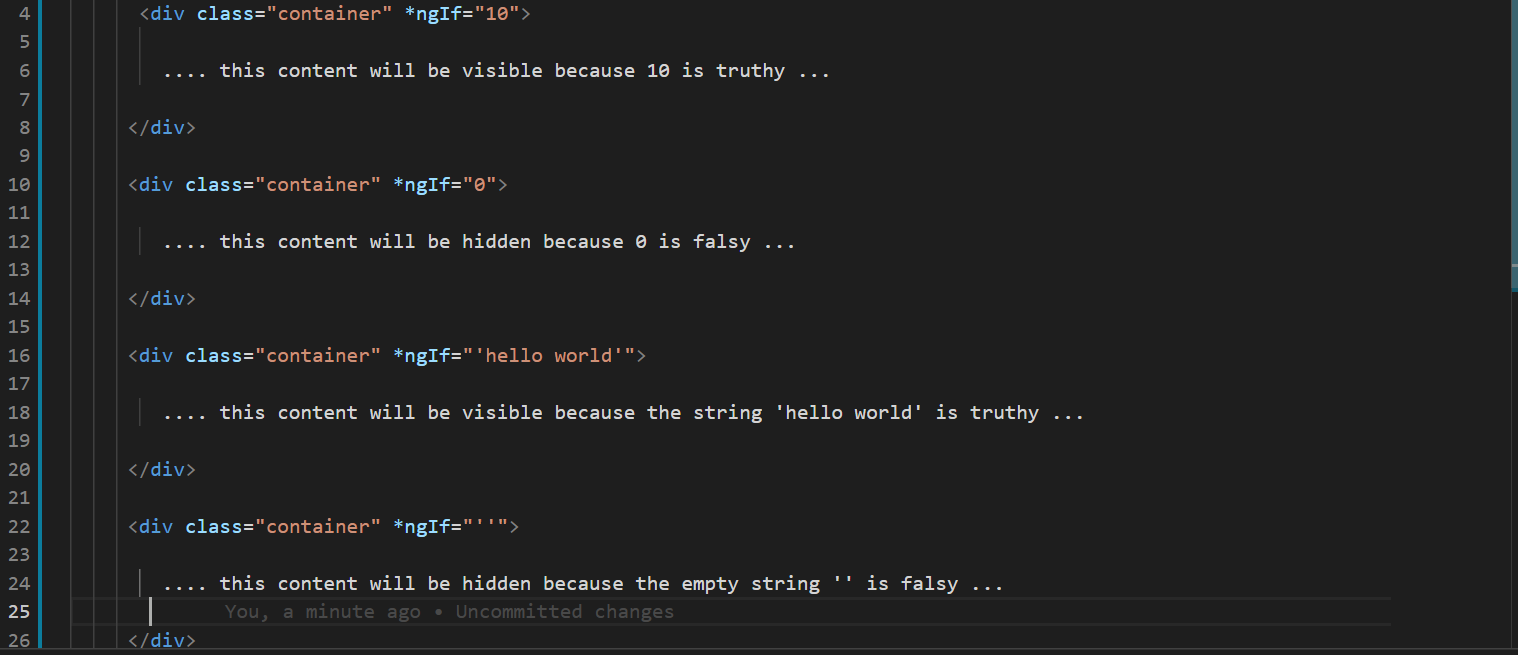 4 <div class="container" *ngIf="10">
5
6 .... this content will be visible because 10 is truthy ...
7
8 </div>
9
10 <div class="container" *ngIf="0">
11
12 .... this content will be hidden because 0 is falsy ...
13
14 </div>
15
16 <div class="container" *ngIf="'hello world'">
17
18 .... this content will be visible because the string 'hello world' is truthy ...
19
20 </div>
21
22 <div class="container" *ngIf="''">
23
24 .... this content will be hidden because the empty string '' is falsy ...
25 You, a minute ago • Uncommitted changes
26 </div>